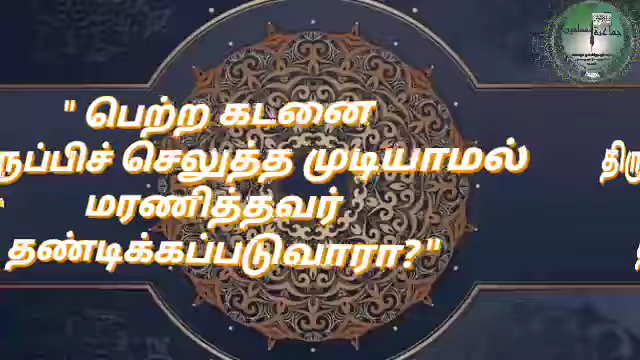 " பெற்ற கடனை
ருப்பிச் செலுத்த முடியாமல்
மரணித்தவர்
தண்டிக்கப்படுவாரா?"
திரு